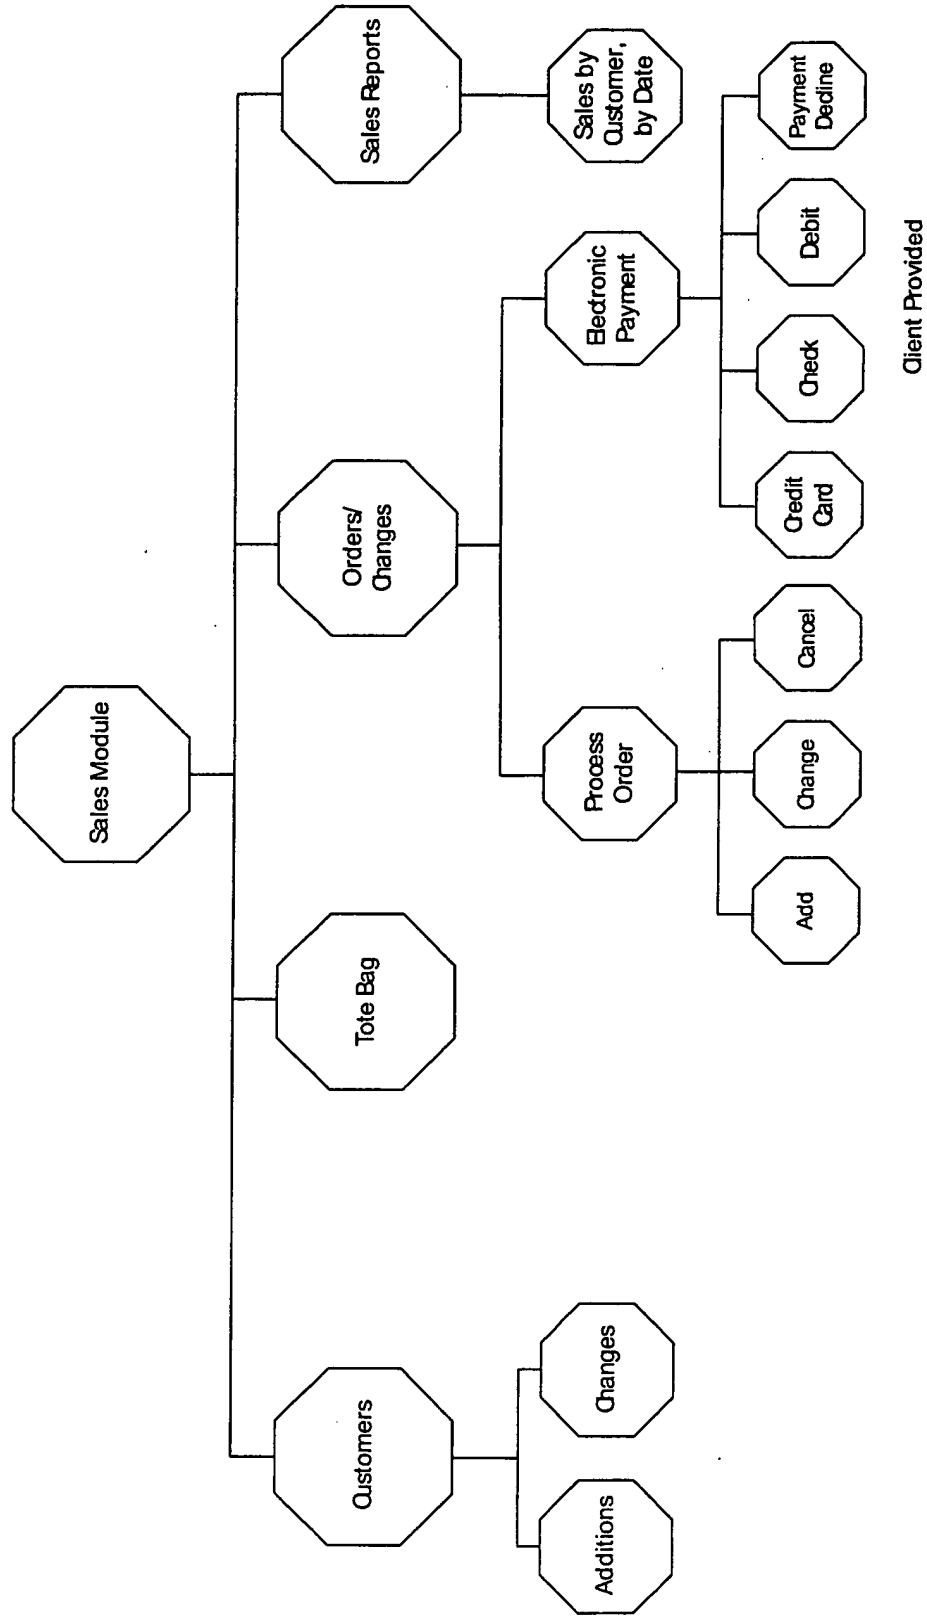 Sales Module
Customers
Tote Bag
Orders/
Changes
Sales Reports
Additions
Changes
Process
Order
Electronic
Payment
Sales by
Customer,
by Date
Add
Change
Cancel
Credit
Card
Check
Debit
Payment
Decline
Client Provided